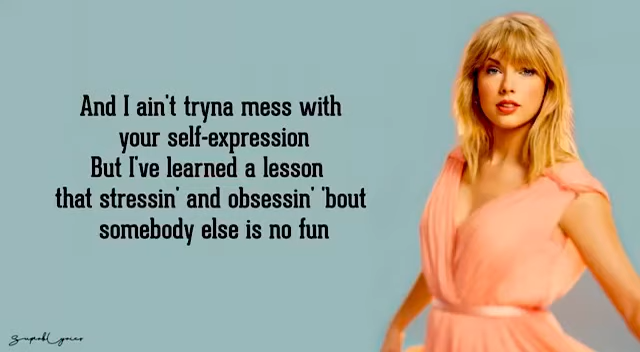 And I ain't tryna mess with
your self-expression
But I've learned a lesson
that stressin' and obsessin' 'bout
somebody else is no fun
SuperbLyrics